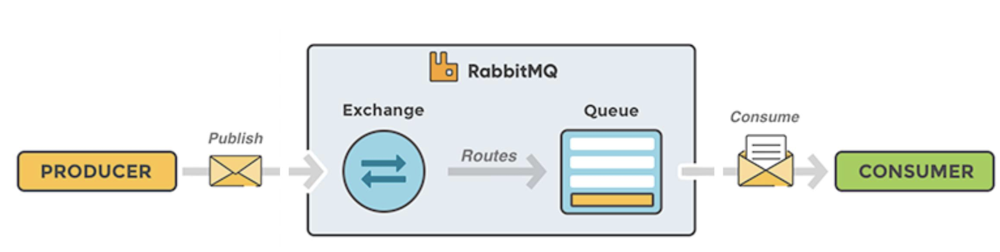 RabbitMQ
Exchange
Queue
Consume
Publish
Routes
PRODUCER
CONSUMER